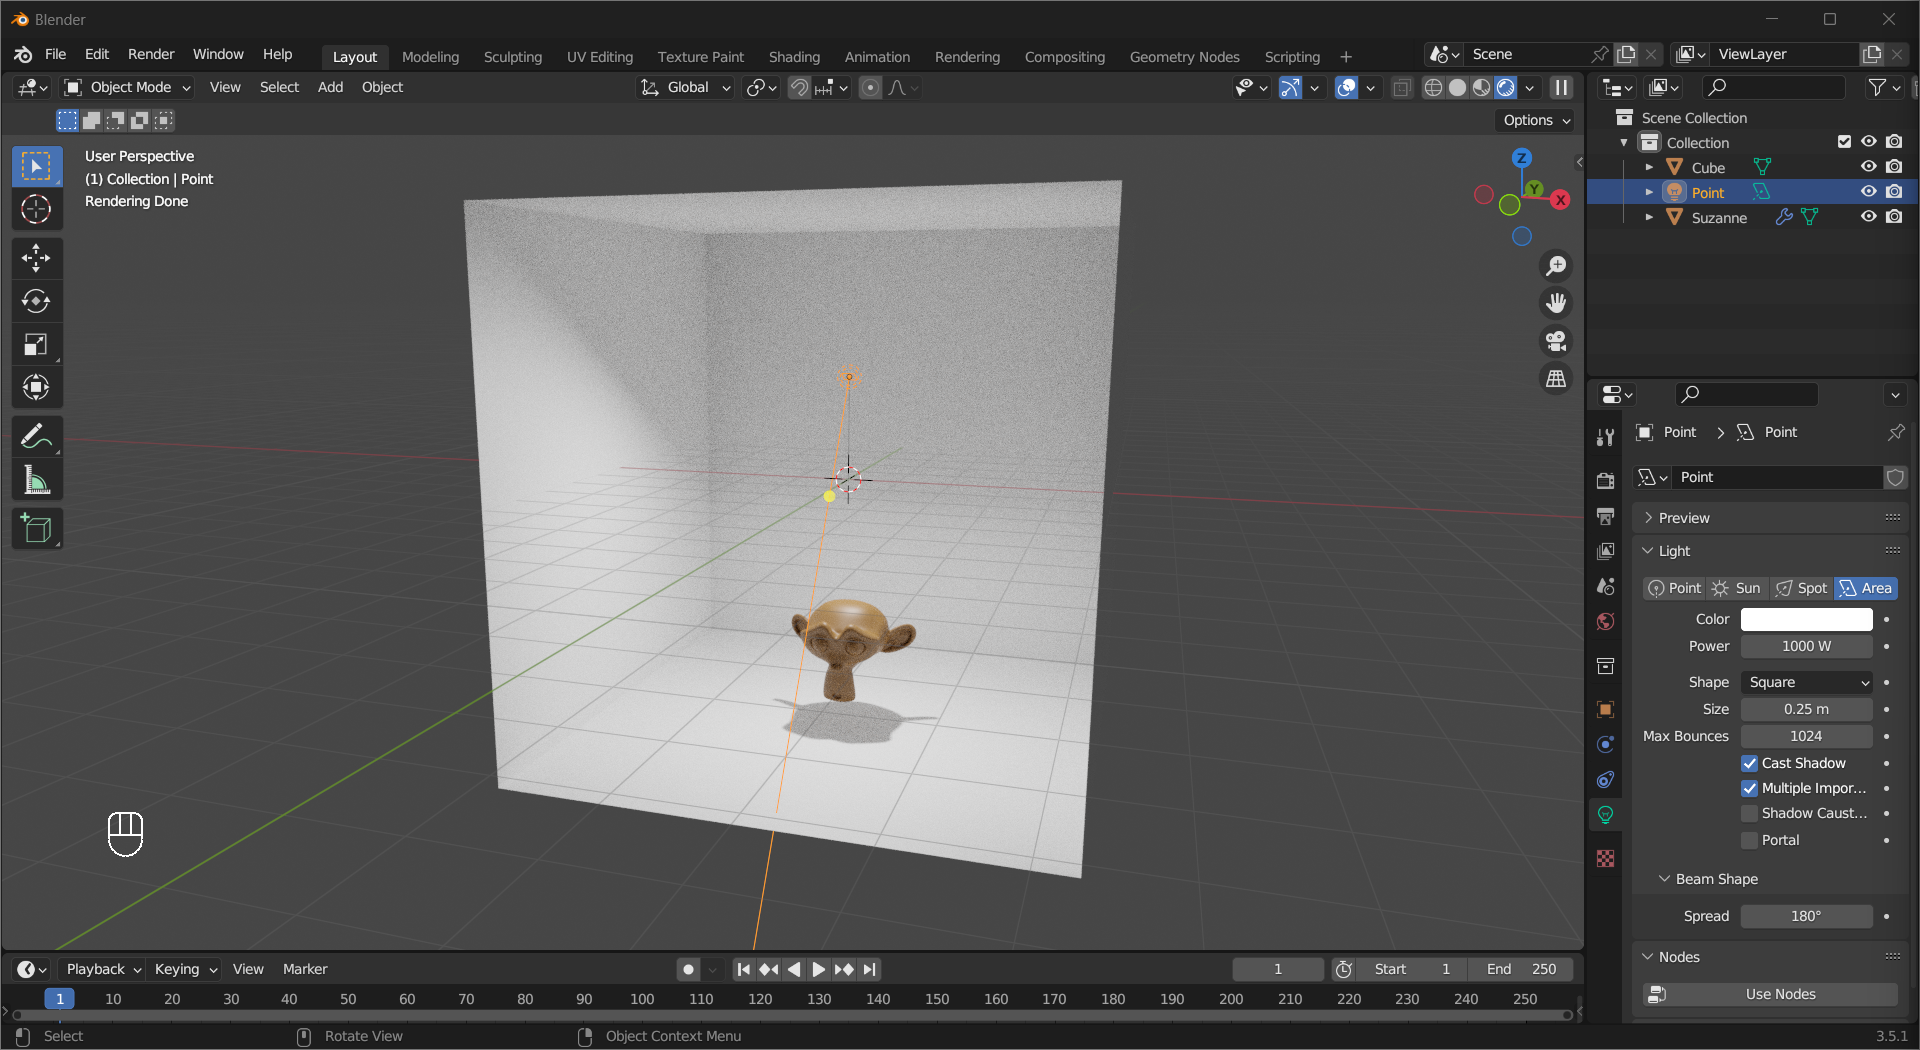 Blender
File Edit Render Window Help Layout Modeling Sculpting UV Editing Texture Paint Shading Animation Rendering Compositing Geometry Nodes Scripting + Scene ViewLayer
Object Mode View Select Add Object Global
Options
User Perspective
(1) Collection | Point
Rendering Done
Z
Y
X
Scene Collection
Collection
Cube
Point
Suzanne
Point > Point
Point
Preview
Light
Point Sun Spot Area
Color
Power 1000 W
Shape Square
Size 0.25 m
Max Bounces 1024
Cast Shadow
Multiple Impor...
Shadow Caust...
Portal
Beam Shape
Spread 180°
Nodes
Use Nodes
Playback Keying View Marker 1 Start 1 End 250
1 10 20 30 40 50 60 70 80 90 100 110 120 130 140 150 160 170 180 190 200 210 220 230 240 250
Select Rotate View Object Context Menu 3.5.1